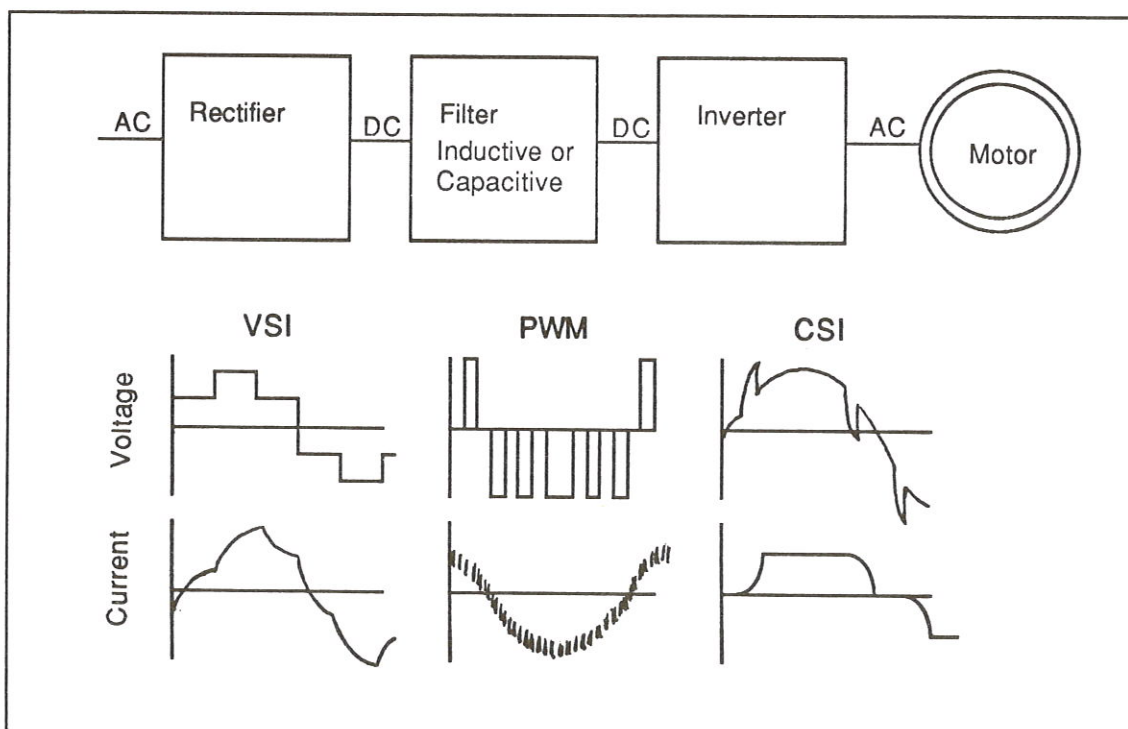 AC
Rectifier
DC
Filter
Inductive or
Capacitive
DC
Inverter
AC
Motor
VSI
PWM
CSI
Voltage
Current